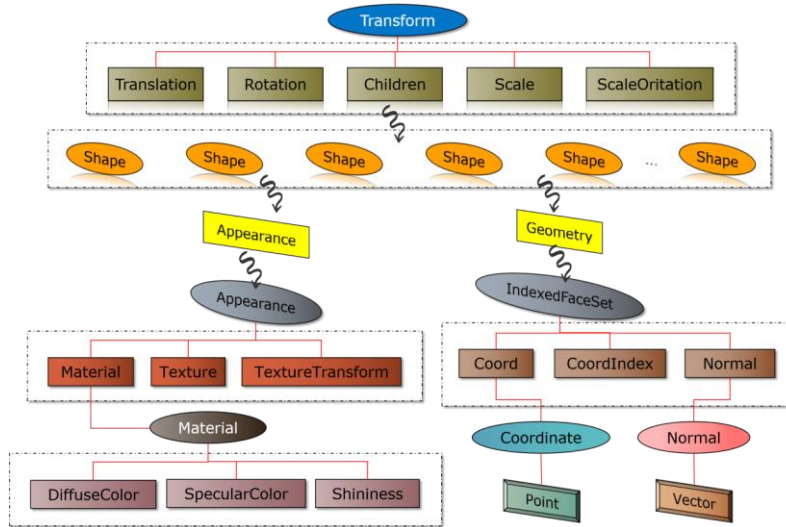 Transform
Translation Rotation Children Scale ScaleOritation
Shape Shape Shape Shape Shape ... Shape
Appearance Geometry
Appearance IndexedFaceSet
Material Texture TextureTransform Coord CoordIndex Normal
Material Coordinate Normal
DiffuseColor SpecularColor Shininess Point Vector